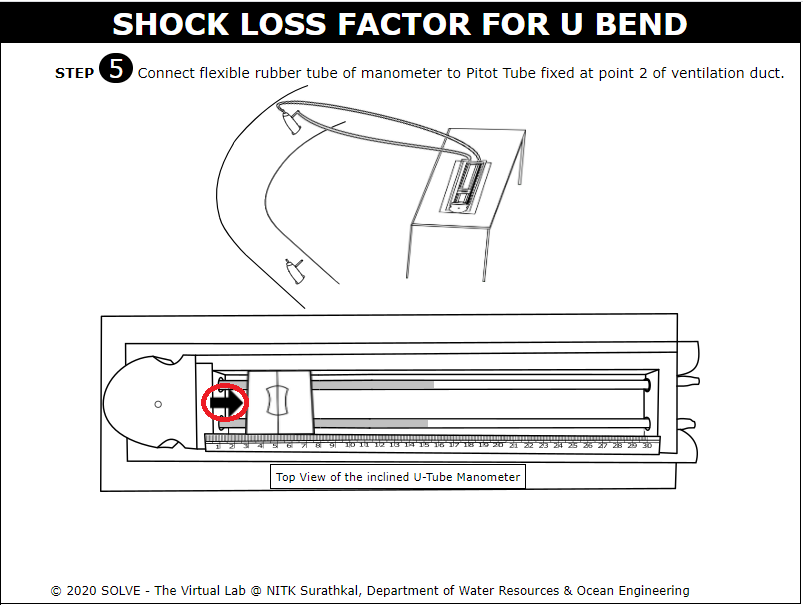 SHOCK LOSS FACTOR FOR U BEND
STEP 5 Connect flexible rubber tube of manometer to Pitot Tube fixed at point 2 of ventilation duct.
1 2 3 4 5 6 7 8 9 10 11 12 13 14 15 16 17 18 19 20 21 22 23 24 25 26 27 28 29 30
Top View of the inclined U-Tube Manometer
© 2020 SOLVE - The Virtual Lab @ NITK Surathkal, Department of Water Resources & Ocean Engineering